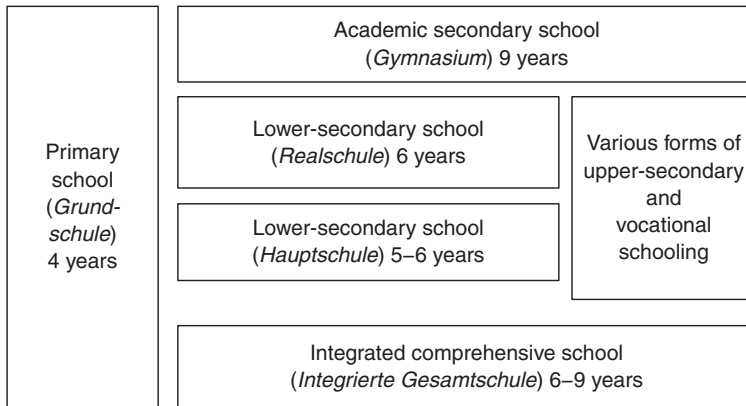 Primary
school
(Grund-
schule)
4 years
Academic secondary school
(Gymnasium) 9 years
Lower-secondary school
(Realschule) 6 years
Lower-secondary school
(Hauptschule) 5–6 years
Various forms of
upper-secondary
and
vocational
schooling
Integrated comprehensive school
(Integrierte Gesamtschule) 6–9 years